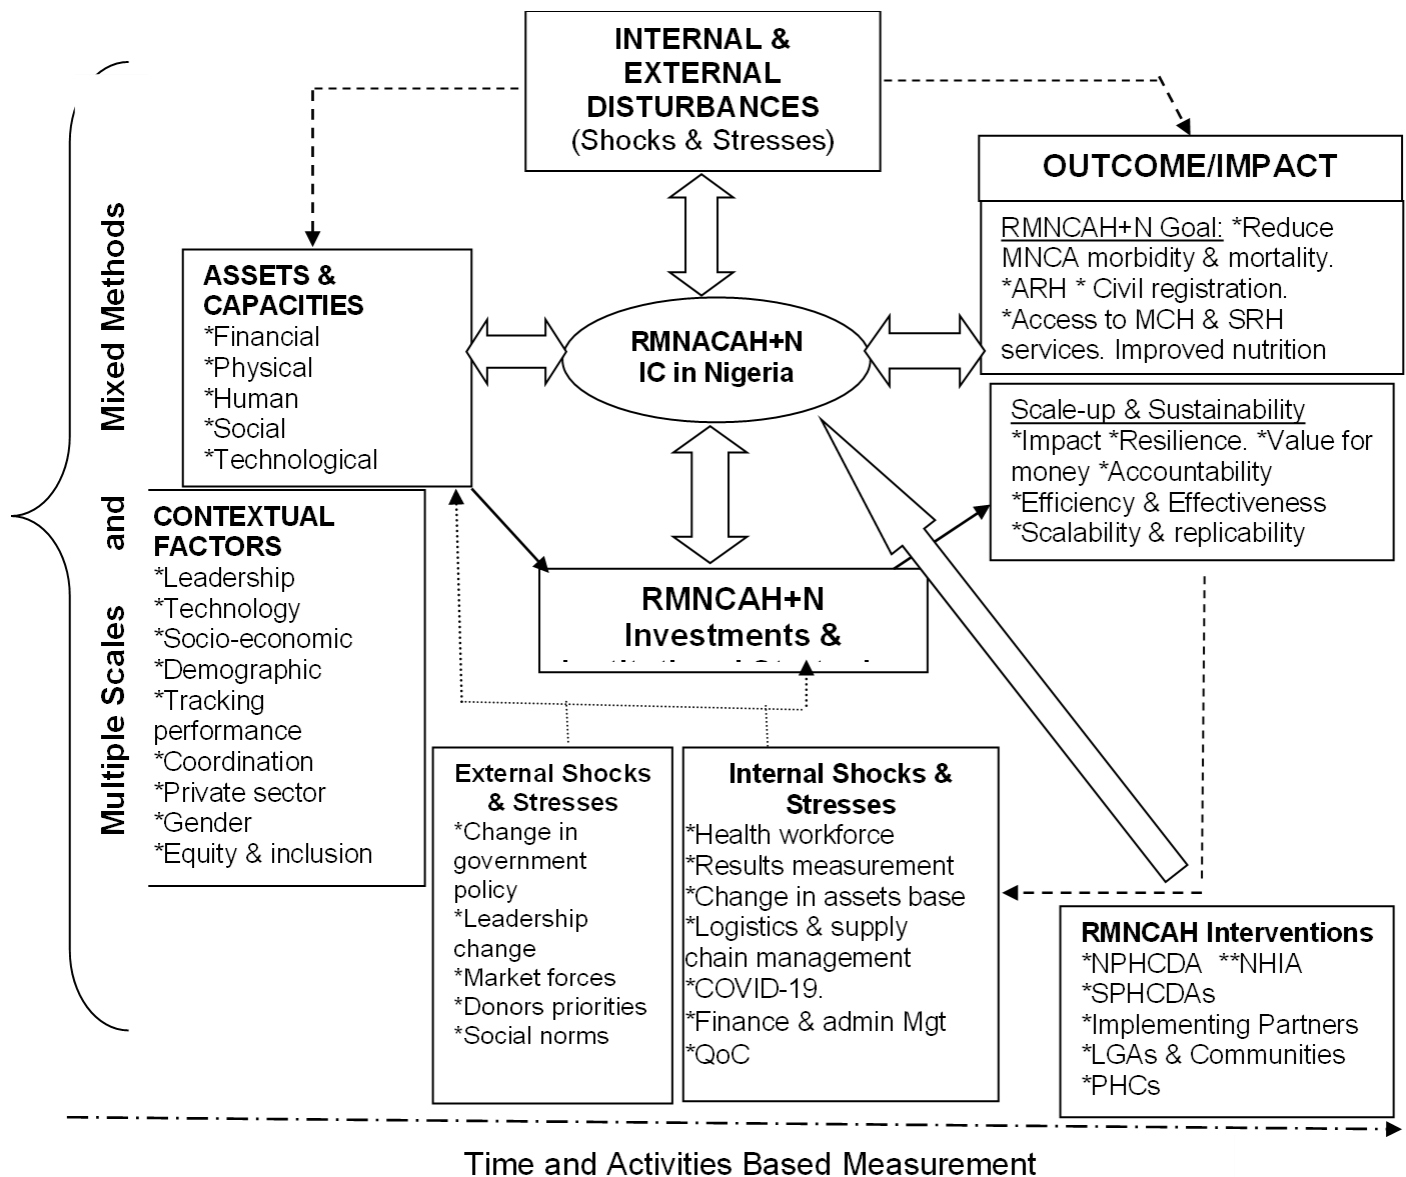 INTERNAL &
EXTERNAL
DISTURBANCES
(Shocks & Stresses)
OUTCOME/IMPACT
RMNCAH+N Goal: *Reduce
MNCA morbidity & mortality.
*ARH * Civil registration.
*Access to MCH & SRH
services. Improved nutrition
Scale-up & Sustainability
*Impact *Resilience. *Value for
money *Accountability
*Efficiency & Effectiveness
*Scalability & replicability
ASSETS &
CAPACITIES
*Financial
*Physical
*Human
*Social
*Technological
RMNACAH+N
IC in Nigeria
Multiple Scales and Mixed Methods
CONTEXTUAL
FACTORS
*Leadership
*Technology
*Socio-economic
*Demographic
*Tracking
performance
*Coordination
*Private sector
*Gender
*Equity & inclusion
RMNCAH+N
Investments &
External Shocks
& Stresses
*Change in
government
policy
*Leadership
change
*Market forces
*Donors priorities
*Social norms
Internal Shocks &
Stresses
*Health workforce
*Results measurement
*Change in assets base
*Logistics & supply
chain management
*COVID-19.
*Finance & admin Mgt
*QoC
RMNCAH Interventions
*NPHCDA **NHIA
*SPHCDAs
*Implementing Partners
*LGAs & Communities
*PHCs
Time and Activities Based Measurement